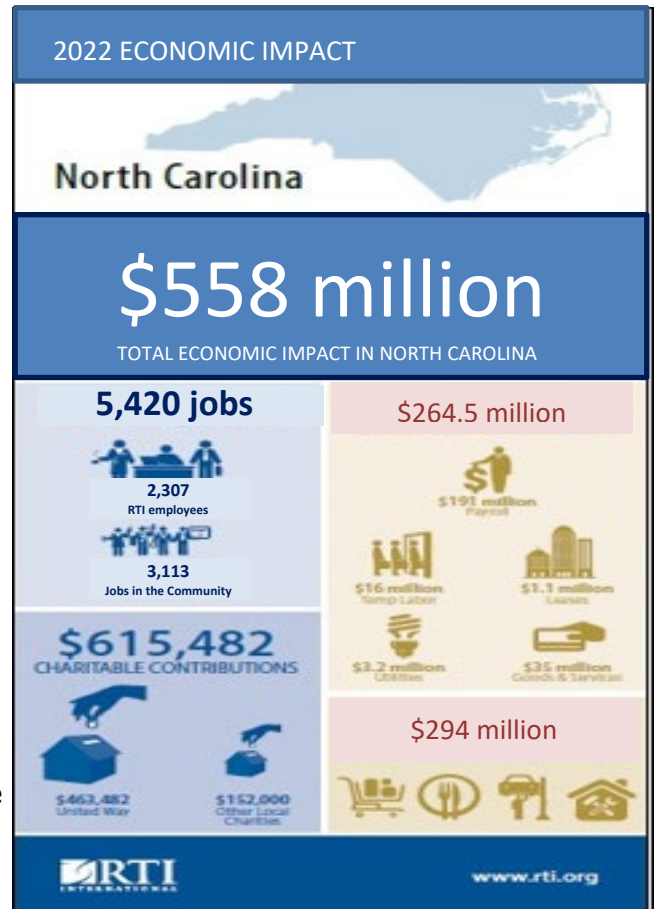 2022 ECONOMIC IMPACT
North Carolina
$558 million
TOTAL ECONOMIC IMPACT IN NORTH CAROLINA
5,420 jobs
2,307
RTI employees
3,113
Jobs in the Community
$615,482
CHARITABLE CONTRIBUTIONS
$463,482
United Way
$152,000
Other Local
Charities
$264.5 million
$191 million
Payroll
$16 million
Temp Labor
$1.1 million
Leases
$3.2 million
Utilities
$35 million
Goods & Services
$294 million
RTI
INTERNATIONAL
www.rti.org